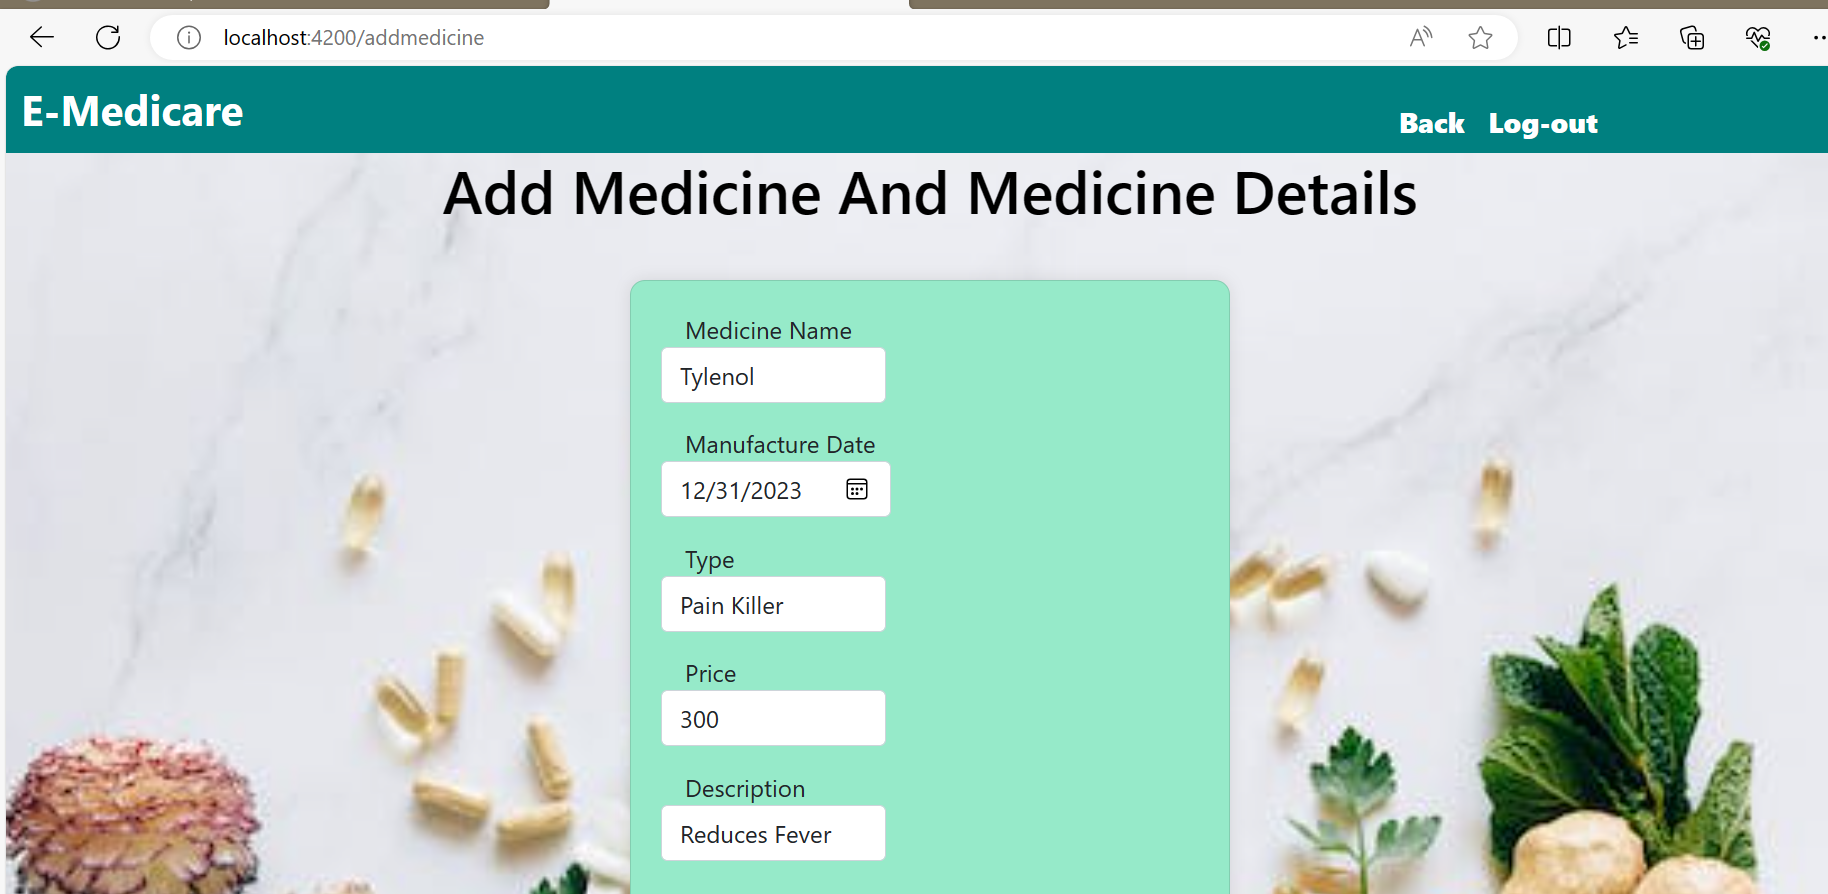 localhost:4200/addmedicine
E-Medicare
Back Log-out
Add Medicine And Medicine Details
Medicine Name
Tylenol
Manufacture Date
12/31/2023
Type
Pain Killer
Price
300
Description
Reduces Fever